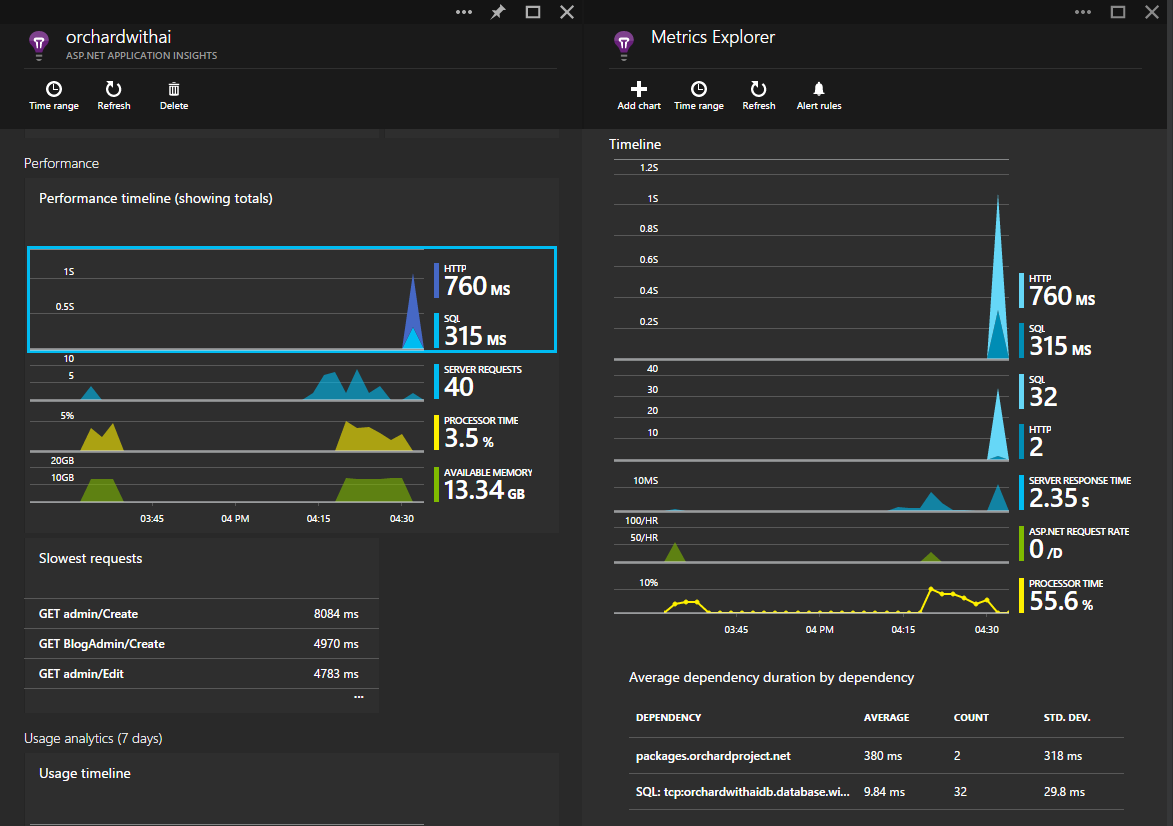 orchardwithai
ASP.NET APPLICATION INSIGHTS
Time range
Refresh
Delete
Performance
Performance timeline (showing totals)
1S
0.5S
HTTP
760 MS
SQL
315 MS
10
5
SERVER REQUESTS
40
5%
PROCESSOR TIME
3.5 %
20GB
10GB
AVAILABLE MEMORY
13.34 GB
03:45
04 PM
04:15
04:30
Slowest requests
GET admin/Create 8084 ms
GET BlogAdmin/Create 4970 ms
GET admin/Edit 4783 ms
...
Usage analytics (7 days)
Usage timeline
Metrics Explorer
Add chart
Time range
Refresh
Alert rules
Timeline
1.2S
1S
0.8S
0.6S
0.4S
0.2S
HTTP
760 MS
SQL
315 MS
40
30
20
10
SQL
32
HTTP
2
10MS
SERVER RESPONSE TIME
2.35 S
100/HR
50/HR
ASP.NET REQUEST RATE
0 /D
10%
PROCESSOR TIME
55.6 %
03:45
04 PM
04:15
04:30
Average dependency duration by dependency
DEPENDENCY AVERAGE COUNT STD. DEV.
packages.orchardproject.net 380 ms 2 318 ms
SQL: tcp:orchardwithaidb.database.wi... 9.84 ms 32 29.8 ms